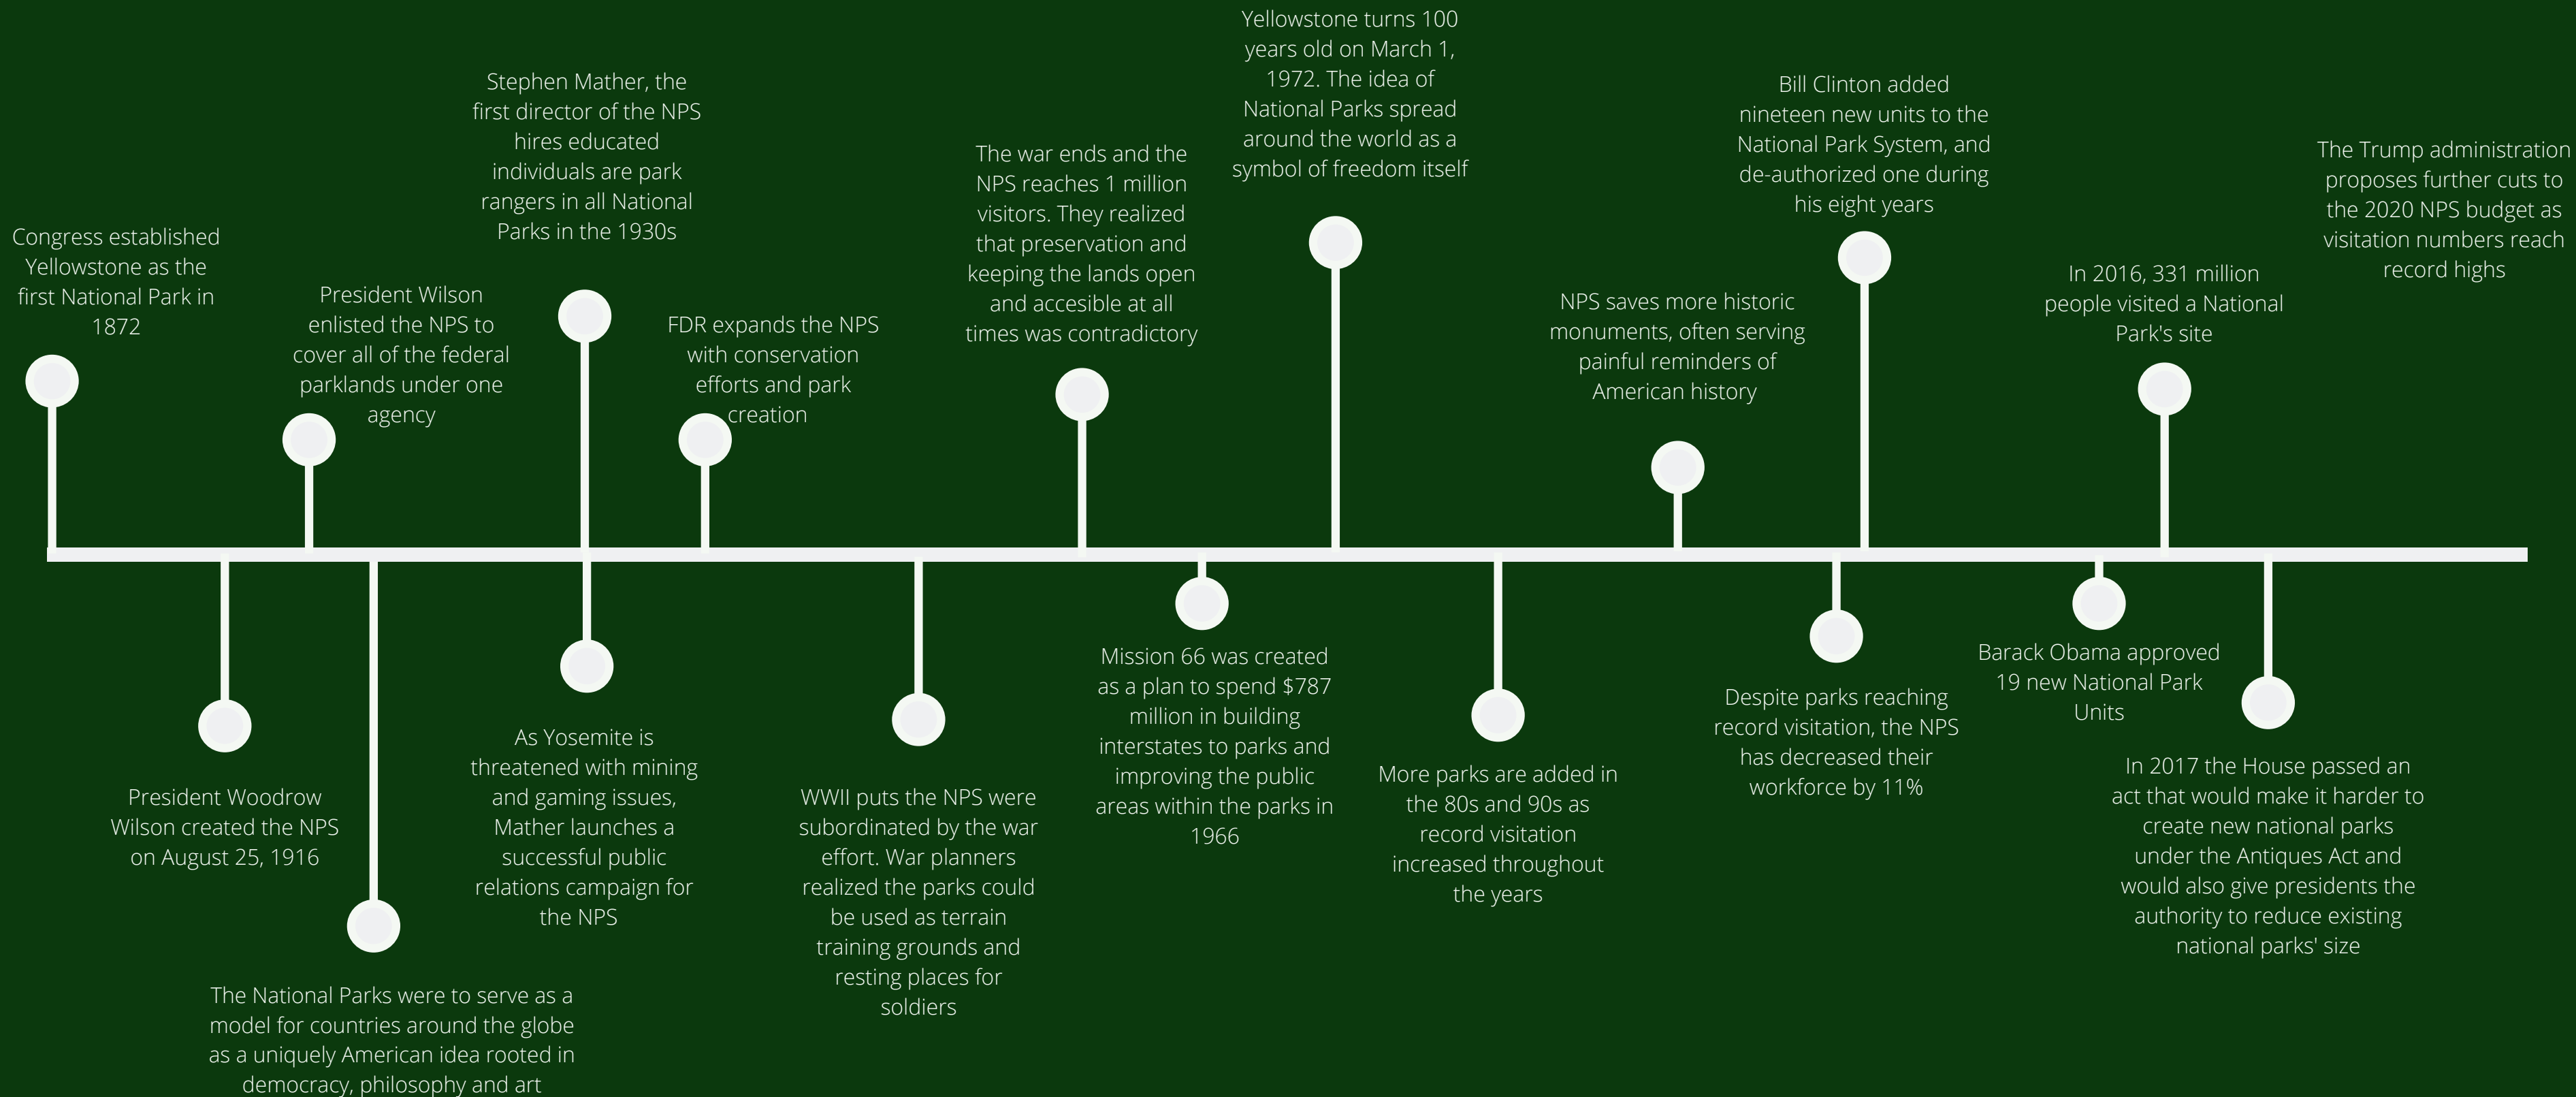 Congress established
Yellowstone as the
first National Park in
1872
President Woodrow
Wilson created the NPS
on August 25, 1916
President Wilson
enlisted the NPS to
cover all of the federal
parklands under one
agency
The National Parks were to serve as a
model for countries around the globe
as a uniquely American idea rooted in
democracy, philosophy and art
Stephen Mather, the
first director of the NPS
hires educated
individuals are park
rangers in all National
Parks in the 1930s
As Yosemite is
threatened with mining
and gaming issues,
Mather launches a
successful public
relations campaign for
the NPS
FDR expands the NPS
with conservation
efforts and park
creation
WWII puts the NPS were
subordinated by the war
effort. War planners
realized the parks could
be used as terrain
training grounds and
resting places for
soldiers
The war ends and the
NPS reaches 1 million
visitors. They realized
that preservation and
keeping the lands open
and accesible at all
times was contradictory
Mission 66 was created
as a plan to spend $787
million in building
interstates to parks and
improving the public
areas within the parks in
1966
Yellowstone turns 100
years old on March 1,
1972. The idea of
National Parks spread
around the world as a
symbol of freedom itself
More parks are added in
the 80s and 90s as
record visitation
increased throughout
the years
NPS saves more historic
monuments, often serving
painful reminders of
American history
Despite parks reaching
record visitation, the NPS
has decreased their
workforce by 11%
Bill Clinton added
nineteen new units to the
National Park System, and
de-authorized one during
his eight years
Barack Obama approved
19 new National Park
Units
In 2016, 331 million
people visited a National
Park's site
In 2017 the House passed an
act that would make it harder to
create new national parks
under the Antiques Act and
would also give presidents the
authority to reduce existing
national parks' size
The Trump administration
proposes further cuts to
the 2020 NPS budget as
visitation numbers reach
record highs